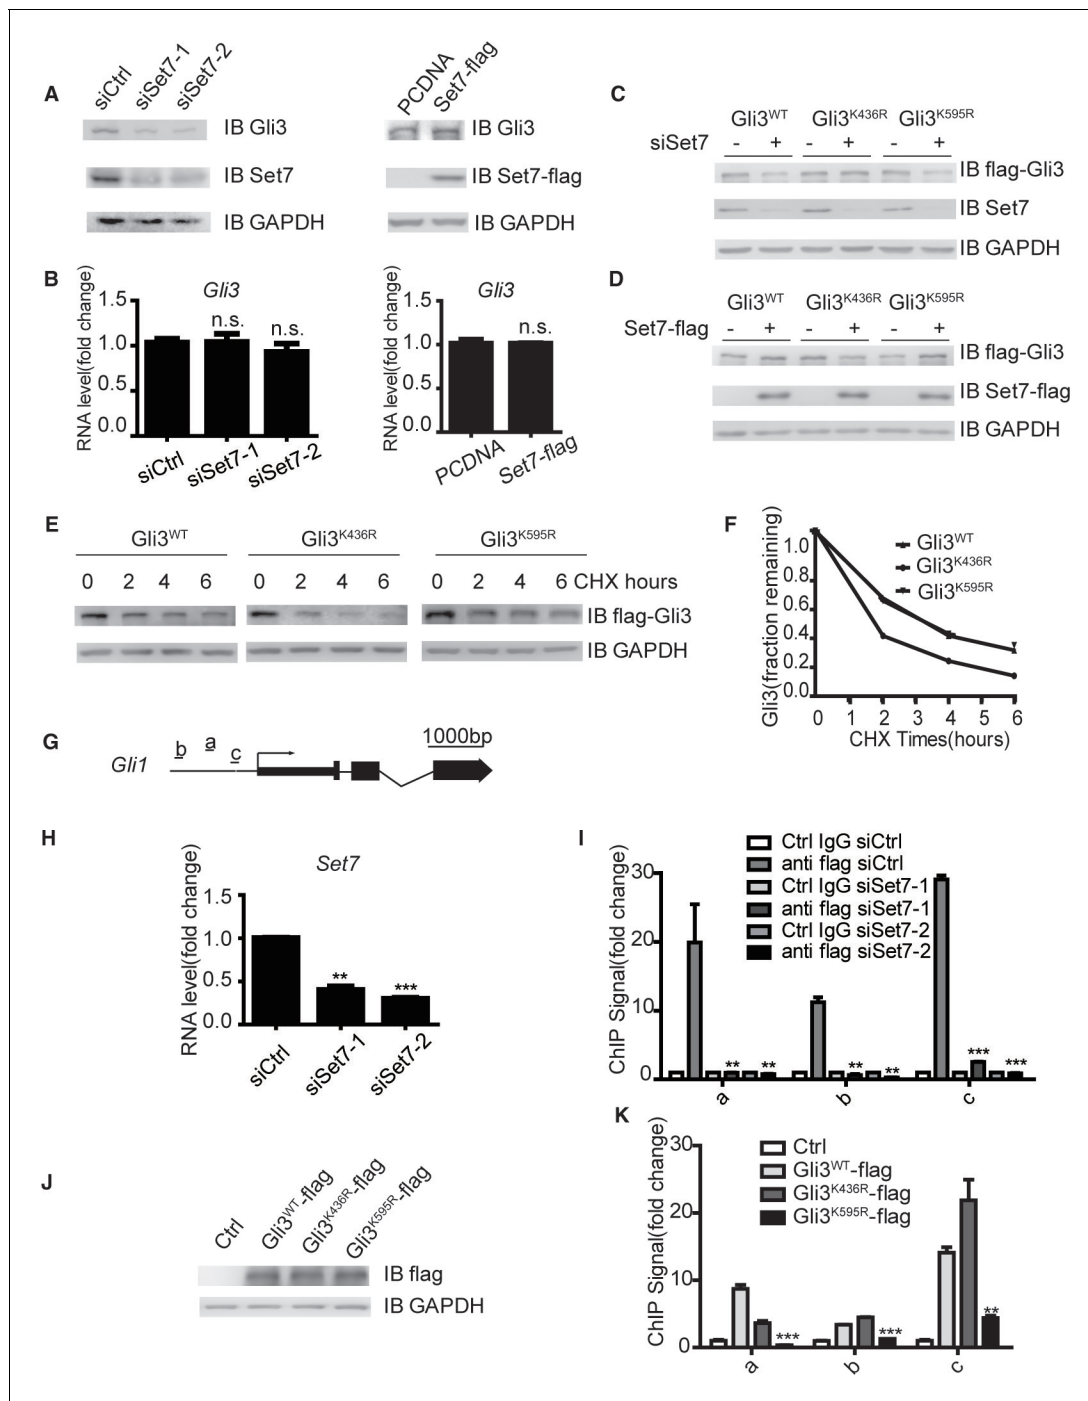 A
siCtrl
siSet7-1
siSet7-2
IB Gli3
IB Set7
IB GAPDH
PCDNA
Set7-flag
IB Gli3
IB Set7-flag
IB GAPDH
B
RNA level(fold change)
Gli3
1.5
1.0
0.5
0.0
n.s.
n.s.
siCtrl
siSet7-1
siSet7-2
RNA level(fold change)
Gli3
1.5
1.0
0.5
0.0
n.s.
PCDNA
Set7-flag
C
Gli3WT Gli3K436R Gli3K595R
siSet7 - + - + - +
IB flag-Gli3
IB Set7
IB GAPDH
D
Gli3WT Gli3K436R Gli3K595R
Set7-flag - + - + - +
IB flag-Gli3
IB Set7-flag
IB GAPDH
E
Gli3WT Gli3K436R Gli3K595R
0 2 4 6 0 2 4 6 0 2 4 6 CHX hours
IB flag-Gli3
IB GAPDH
F
Gli3(fraction remaining)
1.0
0.8
0.6
0.4
0.2
0.0
Gli3WT
Gli3K436R
Gli3K595R
0 1 2 3 4 5 6
CHX Times(hours)
G
Gli1
b a c
1000bp
H
Set7
RNA level(fold change)
1.5
1.0
0.5
0.0
**
***
siCtrl
siSet7-1
siSet7-2
I
ChIP Signal(fold change)
30
20
10
0
Ctrl IgG siCtrl
anti flag siCtrl
Ctrl IgG siSet7-1
anti flag siSet7-1
Ctrl IgG siSet7-2
anti flag siSet7-2
** ** ** ** *** ***
a b c
J
Ctrl
Gli3WT-flag
Gli3K436R-flag
Gli3K595R-flag
IB flag
IB GAPDH
K
ChIP Signal(fold change)
30
20
10
0
Ctrl
Gli3WT-flag
Gli3K436R-flag
Gli3K595R-flag
*** *** **
a b c